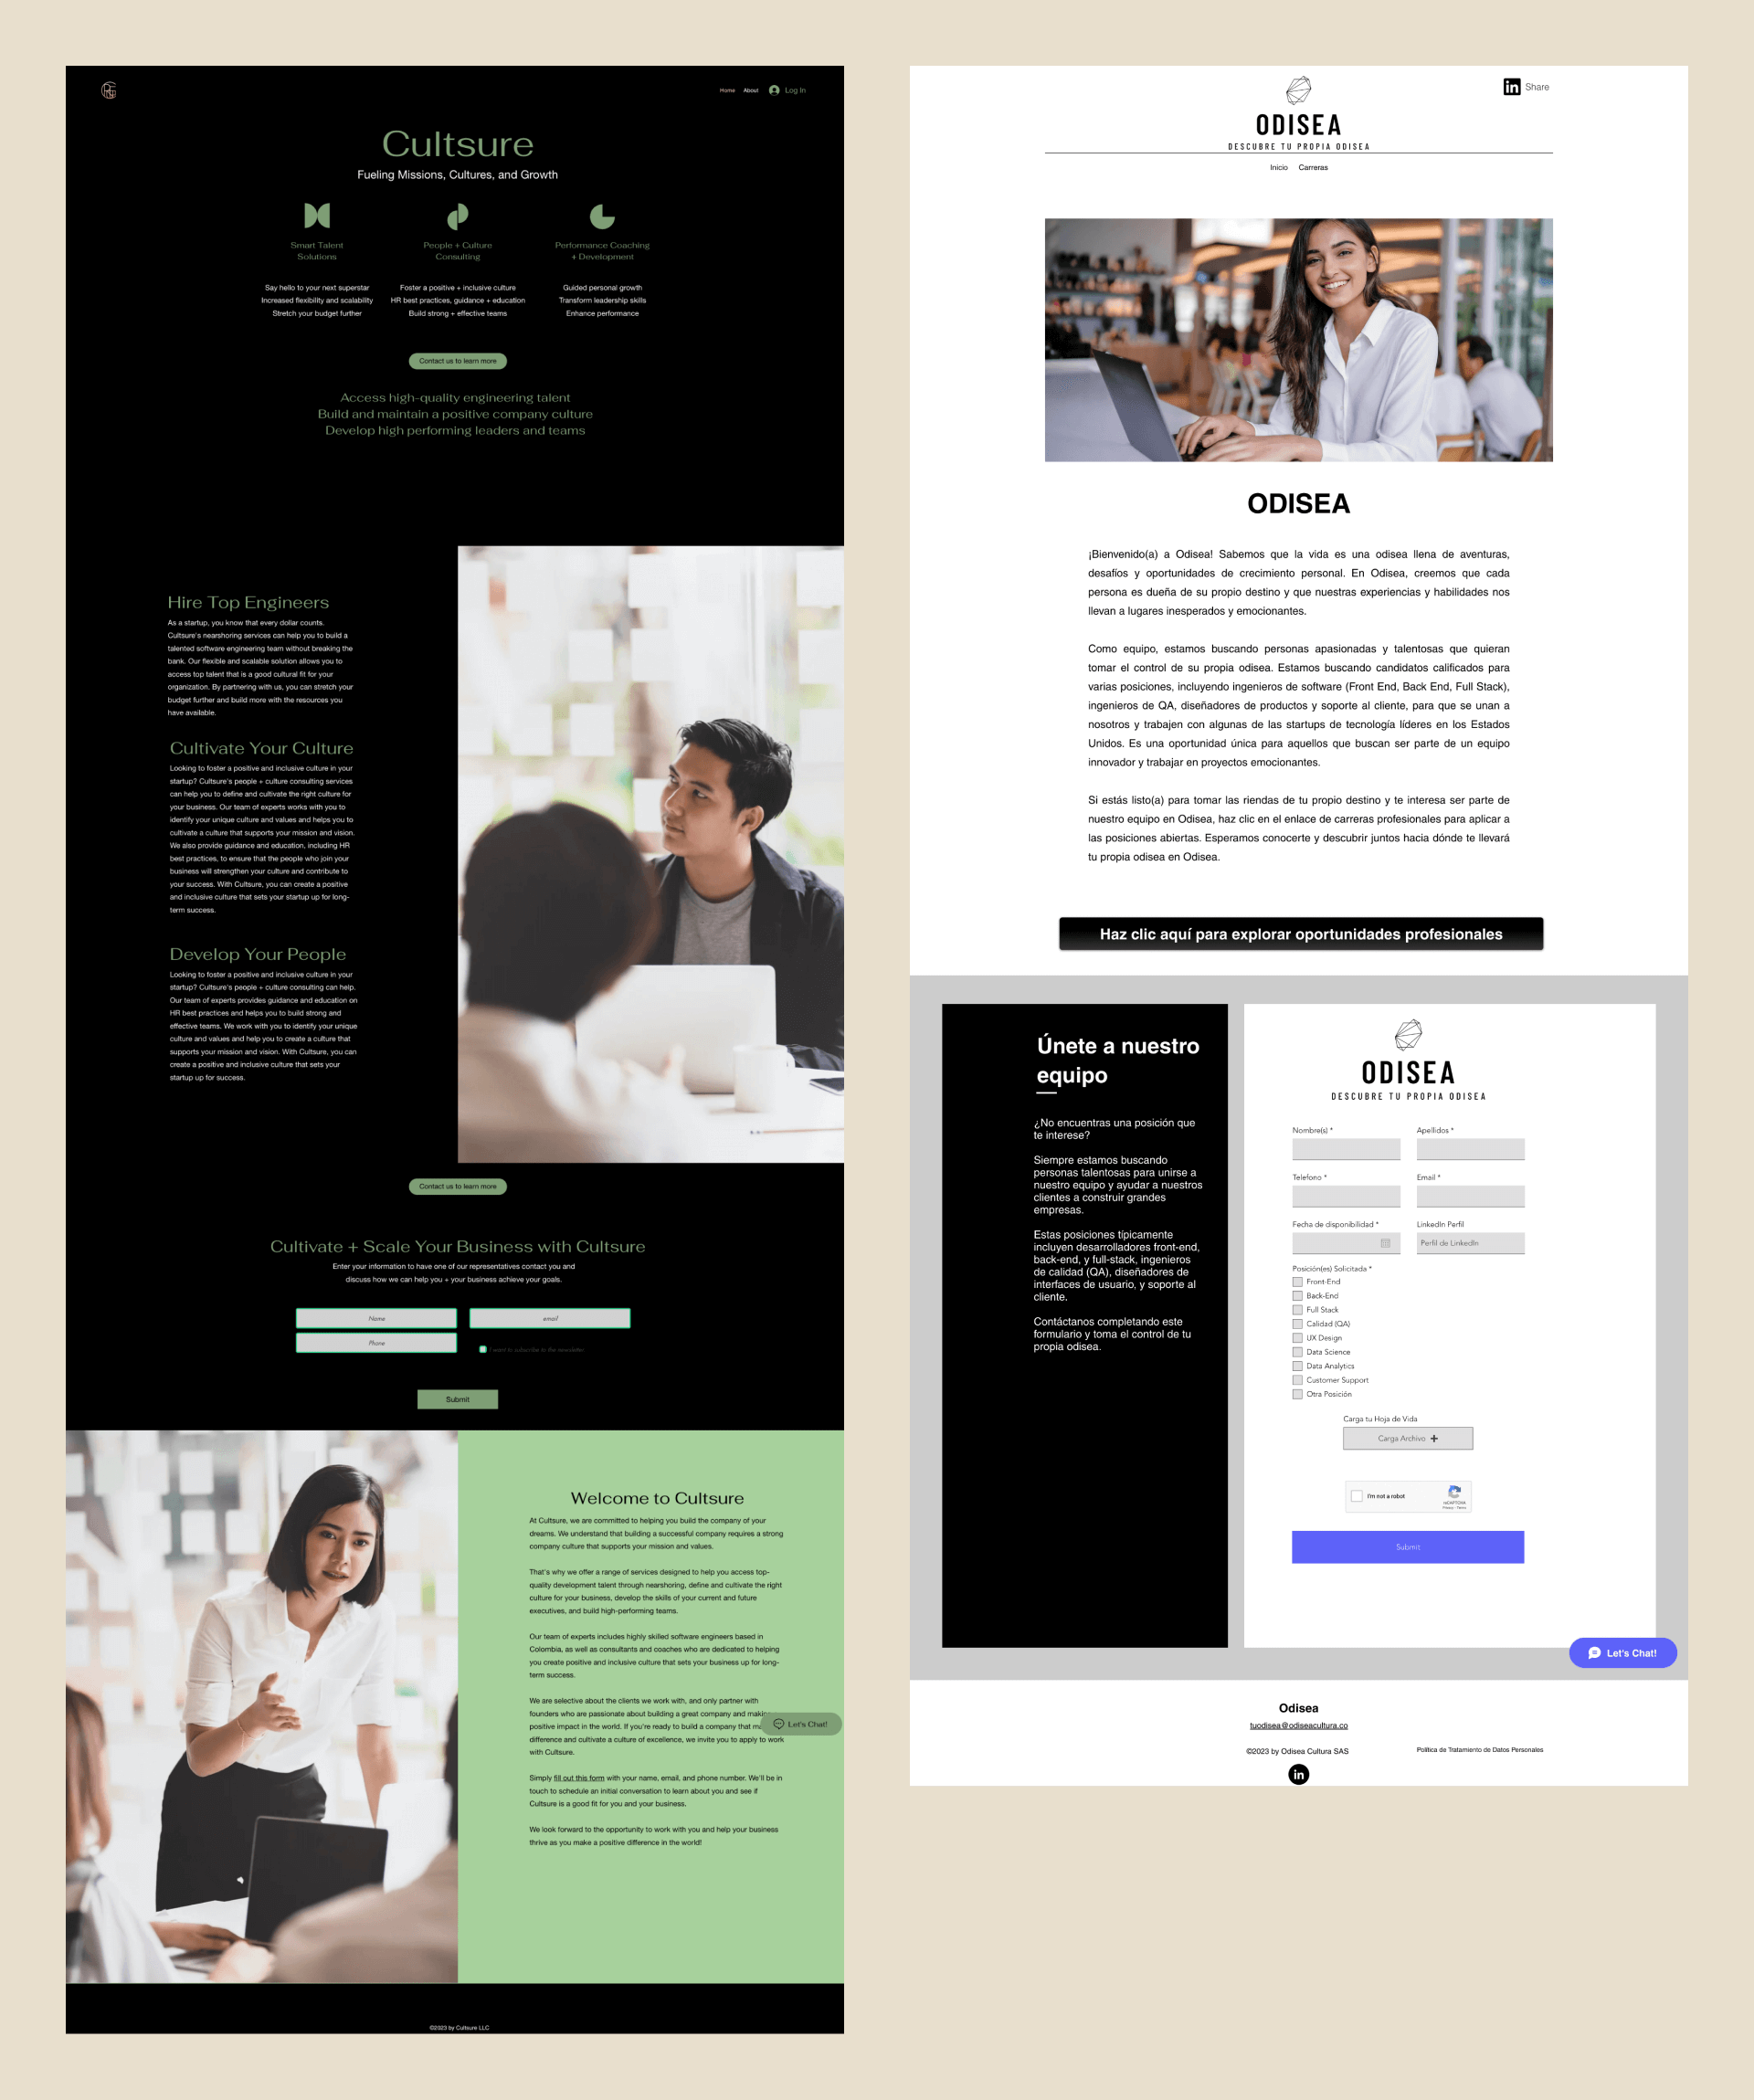 Home About Log In
Cultsure
Fueling Missions, Cultures, and Growth
Smart Talent
Solutions
People + Culture
Consulting
Performance Coaching
+ Development
Say hello to your next superstar
Increased flexibility and scalability
Stretch your budget further
Foster a positive + inclusive culture
HR best practices, guidance + education
Build strong + effective teams
Guided personal growth
Transform leadership skills
Enhance performance
Contact us to learn more
Access high-quality engineering talent
Build and maintain a positive company culture
Develop high performing leaders and teams
Hire Top Engineers
As a startup, you know that every dollar counts.
Cultsure's nearshoring services can help you to build a
talented software engineering team without breaking the
bank. Our flexible and scalable solution allows you to
access top talent that is a good cultural fit for your
organization. By partnering with us, you can stretch your
budget further and build more with the resources you
have available.
Cultivate Your Culture
Looking to foster a positive and inclusive culture in your
startup? Cultsure's people + culture consulting services
can help you to define and cultivate the right culture for
your business. Our team of experts works with you to
identify your unique culture and values and helps you to
cultivate a culture that supports your mission and vision.
We also provide guidance and education, including HR
best practices, to ensure that the people who join your
business will strengthen your culture and contribute to
your success. With Cultsure, you can create a positive
and inclusive culture that sets your startup up for long-
term success.
Develop Your People
Looking to foster a positive and inclusive culture in your
startup? Cultsure's people + culture consulting can help.
Our team of experts provides guidance and education on
HR best practices and helps you to build strong and
effective teams. We work with you to identify your unique
culture and values and help you to create a culture that
supports your mission and vision. With Cultsure, you can
create a positive and inclusive culture that sets your
startup up for success.
Contact us to learn more
Cultivate + Scale Your Business with Cultsure
Enter your information to have one of our representatives contact you and
discuss how we can help you + your business achieve your goals.
Name
email
Phone
I want to subscribe to the newsletter.
Submit
Welcome to Cultsure
At Cultsure, we are committed to helping you build the company of your
dreams. We understand that building a successful company requires a strong
company culture that supports your mission and values.
That's why we offer a range of services designed to help you access top-
quality development talent through nearshoring, define and cultivate the right
culture for your business, develop the skills of your current and future
executives, and build high-performing teams.
Our team of experts includes highly skilled software engineers based in
Colombia, as well as consultants and coaches who are dedicated to helping
you create positive and inclusive culture that sets your business up for long-
term success.
We are selective about the clients we work with, and only partner with
founders who are passionate about building a great company and making
positive impact in the world. If you're ready to build a company that
difference and cultivate a culture of excellence, we invite you to apply to work
with Cultsure.
Let's Chat!
Simply fill out this form with your name, email, and phone number. We'll be in
touch to schedule an initial conversation to learn about you and see if
Cultsure is a good fit for you and your business.
We look forward to the opportunity to work with you and help your business
thrive as you make a positive difference in the world!
©2023 by Cultsure LLC
in Share
ODISEA
DESCUBRE TU PROPIA ODISEA
Inicio Carreras
ODISEA
¡Bienvenido(a) a Odisea! Sabemos que la vida es una odisea llena de aventuras,
desafíos y oportunidades de crecimiento personal. En Odisea, creemos que cada
persona es dueña de su propio destino y que nuestras experiencias y habilidades nos
llevan a lugares inesperados y emocionantes.
Como equipo, estamos buscando personas apasionadas y talentosas que quieran
tomar el control de su propia odisea. Estamos buscando candidatos calificados para
varias posiciones, incluyendo ingenieros de software (Front End, Back End, Full Stack),
ingenieros de QA, diseñadores de productos y soporte al cliente, para que se unan a
nosotros y trabajen con algunas de las startups de tecnología líderes en los Estados
Unidos. Es una oportunidad única para aquellos que buscan ser parte de un equipo
innovador y trabajar en proyectos emocionantes.
Si estás listo(a) para tomar las riendas de tu propio destino y te interesa ser parte de
nuestro equipo en Odisea, haz clic en el enlace de carreras profesionales para aplicar a
las posiciones abiertas. Esperamos conocerte y descubrir juntos hacia dónde te llevará
tu propia odisea en Odisea.
Haz clic aquí para explorar oportunidades profesionales
Únete a nuestro
equipo
¿No encuentras una posición que
te interese?
Siempre estamos buscando
personas talentosas para unirse a
nuestro equipo y ayudar a nuestros
clientes a construir grandes
empresas.
Estas posiciones típicamente
incluyen desarrolladores front-end,
back-end, y full-stack, ingenieros
de calidad (QA), diseñadores de
interfaces de usuario, y soporte al
cliente.
Contáctanos completando este
formulario y toma el control de tu
propia odisea.
ODISEA
DESCUBRE TU PROPIA ODISEA
Nombre(s) *
Apellidos *
Telefono *
Email *
Fecha de disponibilidad *
LinkedIn Perfil
Perfil de LinkedIn
Posición(es) Solicitada *
Front-End
Back-End
Full Stack
Calidad (QA)
UX Design
Data Science
Data Analytics
Customer Support
Otra Posición
Carga tu Hoja de Vida
Carga Archivo +
I'm not a robot
reCAPTCHA
Privacy - Terms
Submit
Let's Chat!
Odisea
tuodisea@odiseacultura.co
©2023 by Odisea Cultura SAS
Política de Tratamiento de Datos Personales
in